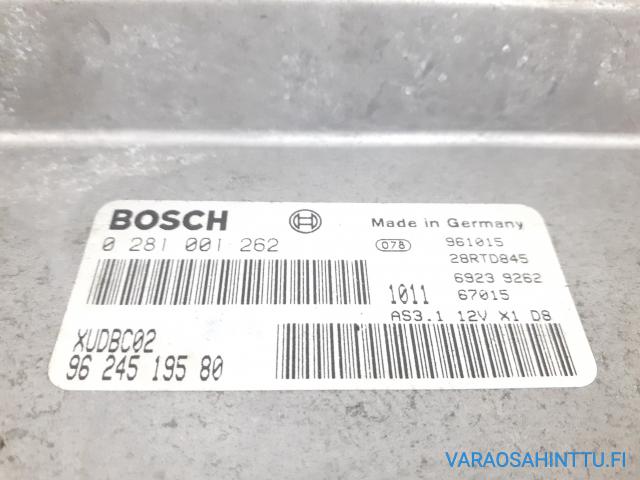 BOSCH
Made in Germany
0 281 001 262
078 961015
28RTD845
6923 9262
1011 67015
AS3.1 12V X1 D8
XUDBC02
96 245 195 80
VARAOSAHINTTU.FI